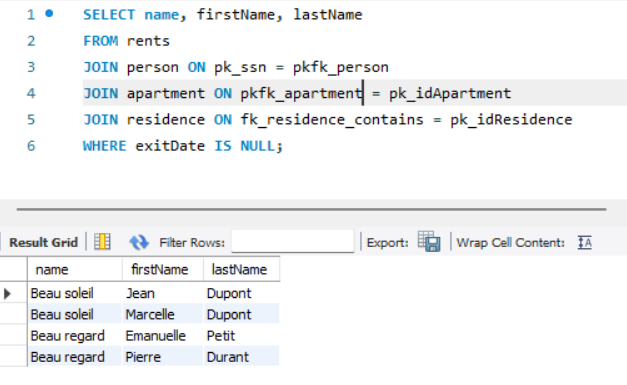 1 SELECT name, firstName, lastName
2 FROM rents
3 JOIN person ON pk_ssn = pkfk_person
4 JOIN apartment ON pkfk_apartment = pk_idApartment
5 JOIN residence ON fk_residence_contains = pk_idResidence
6 WHERE exitDate IS NULL;
Result Grid Filter Rows: Export: Wrap Cell Content: IA
name firstName lastName
Beau soleil Jean Dupont
Beau soleil Marcelle Dupont
Beau regard Emanuelle Petit
Beau regard Pierre Durant